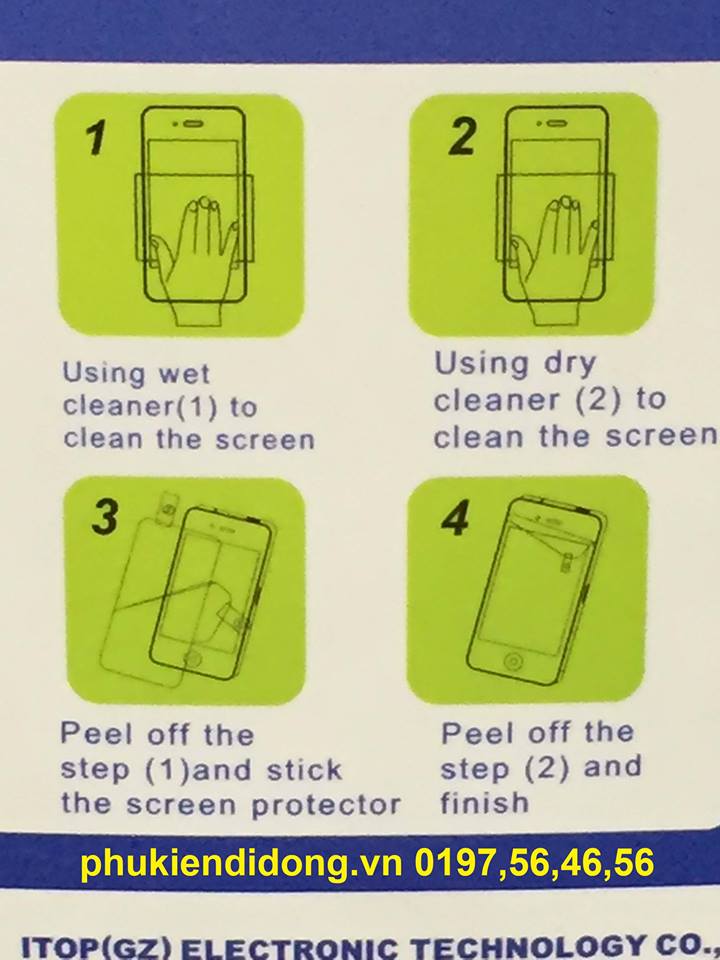 1
Using wet
cleaner(1) to
clean the screen
2
Using dry
cleaner (2) to
clean the screen
3
Peel off the
step (1)and stick
the screen protector
4
Peel off the
step (2) and
finish
phukiendidong.vn 0197,56,46,56
ITOP(GZ) ELECTRONIC TECHNOLOGY CO.,